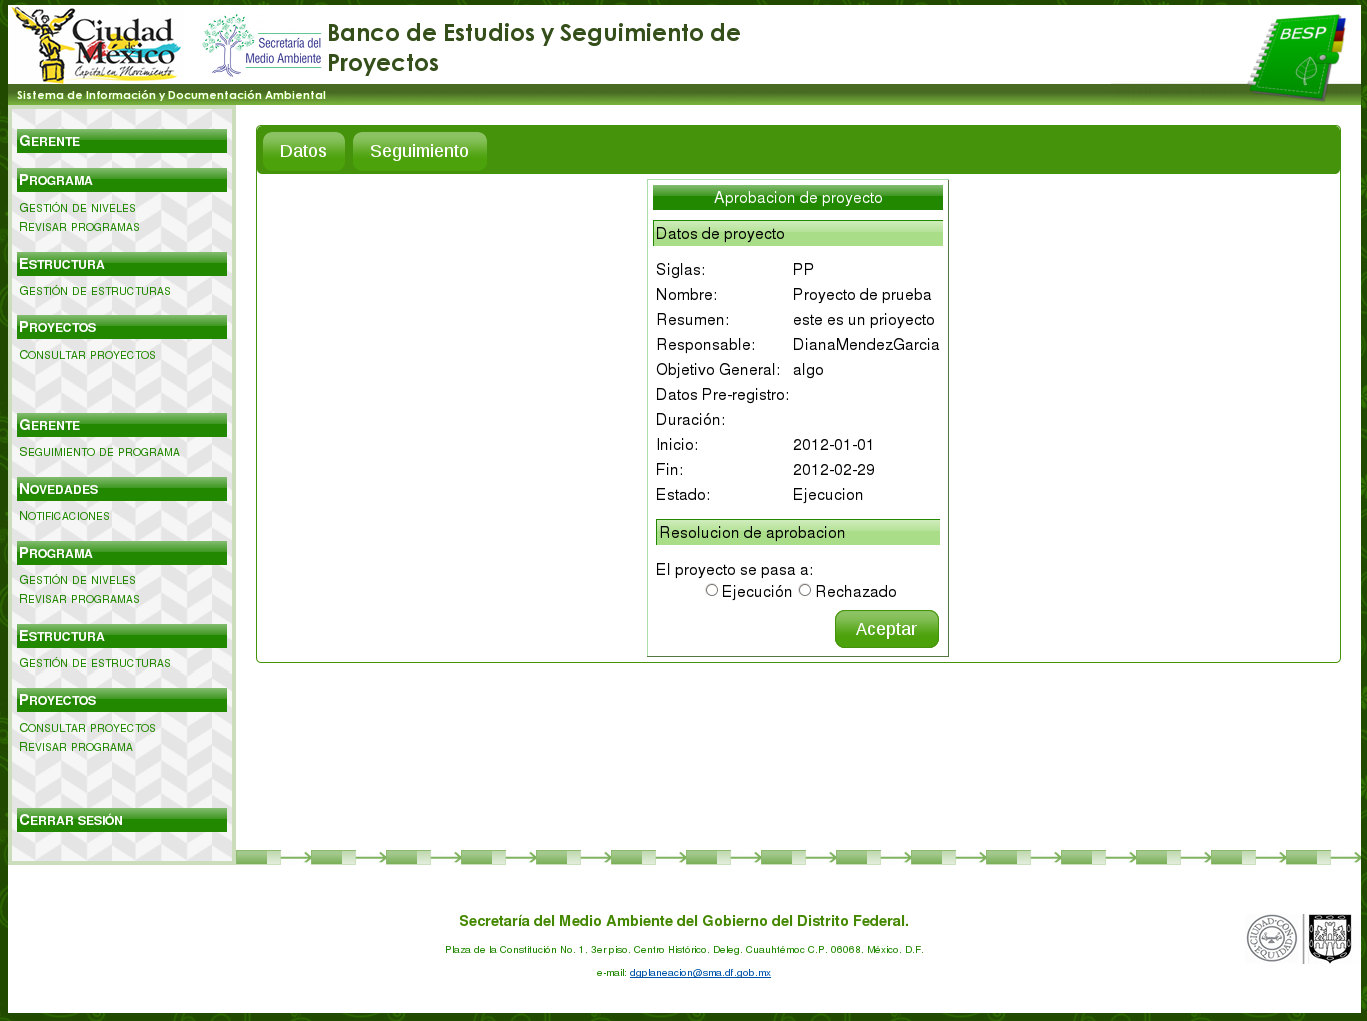 Ciudad
de
México
Capital en Movimiento
Secretaría del
Medio Ambiente
Banco de Estudios y Seguimiento de
Proyectos
BESP
Sistema de Información y Documentación Ambiental
GERENTE
PROGRAMA
GESTIÓN DE NIVELES
REVISAR PROGRAMAS
ESTRUCTURA
GESTIÓN DE ESTRUCTURAS
PROYECTOS
CONSULTAR PROYECTOS
GERENTE
SEGUIMIENTO DE PROGRAMA
NOVEDADES
NOTIFICACIONES
PROGRAMA
GESTIÓN DE NIVELES
REVISAR PROGRAMAS
ESTRUCTURA
GESTIÓN DE ESTRUCTURAS
PROYECTOS
CONSULTAR PROYECTOS
REVISAR PROGRAMA
CERRAR SESIÓN
Datos Seguimiento
Aprobacion de proyecto
Datos de proyecto
Siglas: PP
Nombre: Proyecto de prueba
Resumen: este es un prioyecto
Responsable: DianaMendezGarcia
Objetivo General: algo
Datos Pre-registro:
Duración:
Inicio: 2012-01-01
Fin: 2012-02-29
Estado: Ejecucion
Resolucion de aprobacion
El proyecto se pasa a:
Ejecución Rechazado
Aceptar
Secretaría del Medio Ambiente del Gobierno del Distrito Federal.
Plaza de la Constitución No. 1, 3er piso, Centro Histórico, Deleg. Cuauhtémoc C.P. 06068, México, D.F.
e-mail: dgplaneacion@sma.df.gob.mx
CIUDAD CON
EQUIDAD